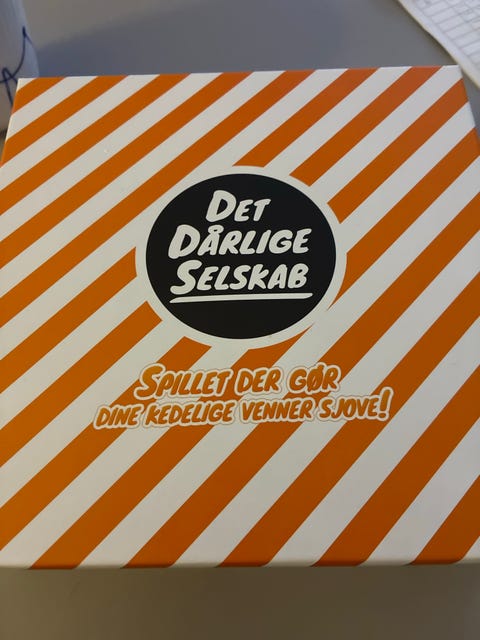 DET
DÅRLIGE
SELSKAB
SPILLET DER GØR
DINE KEDELIGE VENNER SJOVE!